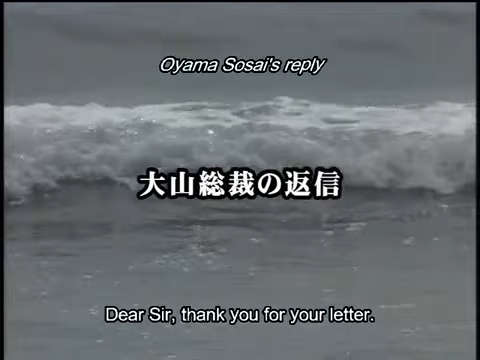 Oyama Sosai's reply
大山総裁の返信
Dear Sir, thank you for your letter.